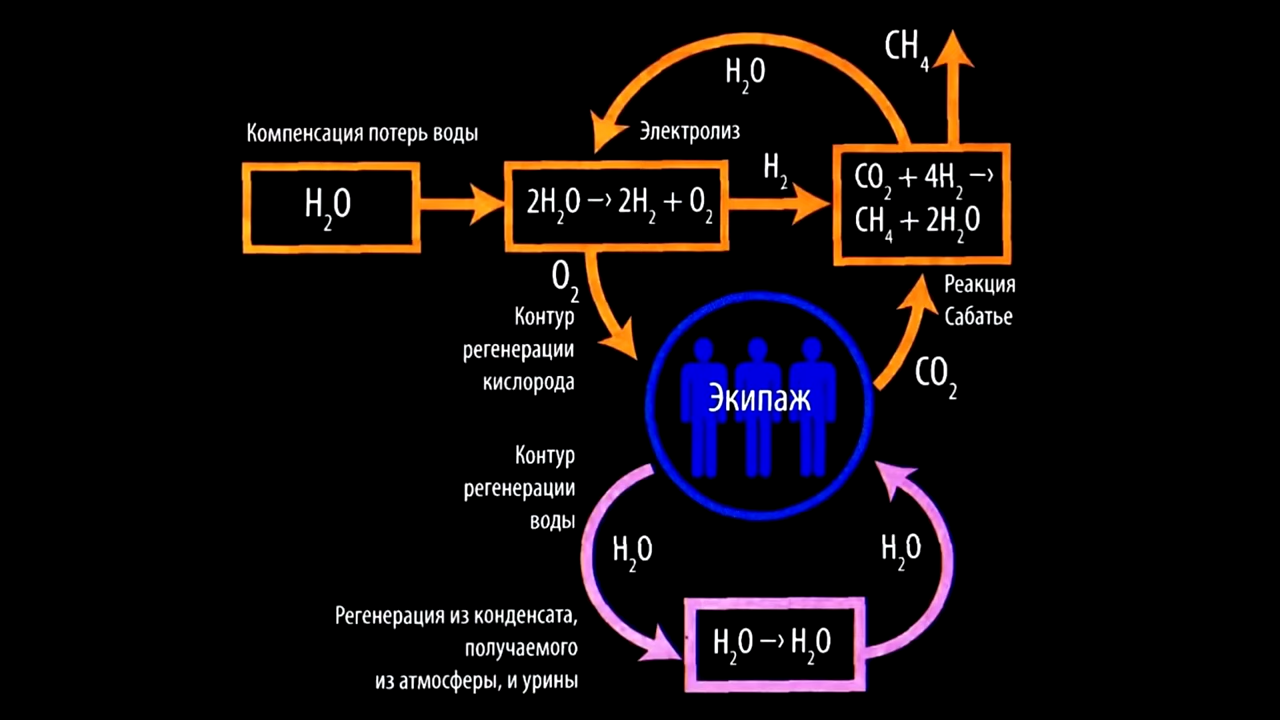 CH₄
H₂O
Компенсация потерь воды
Электролиз
H₂O
2H₂O → 2H₂ + O₂
H₂
CO₂ + 4H₂ →
CH₄ + 2H₂O
Реакция
Сабатье
O₂
Контур
регенерации
кислорода
CO₂
Экипаж
Контур
регенерации
воды
H₂O
H₂O
Регенерация из конденсата,
получаемого
из атмосферы, и урины
H₂O → H₂O